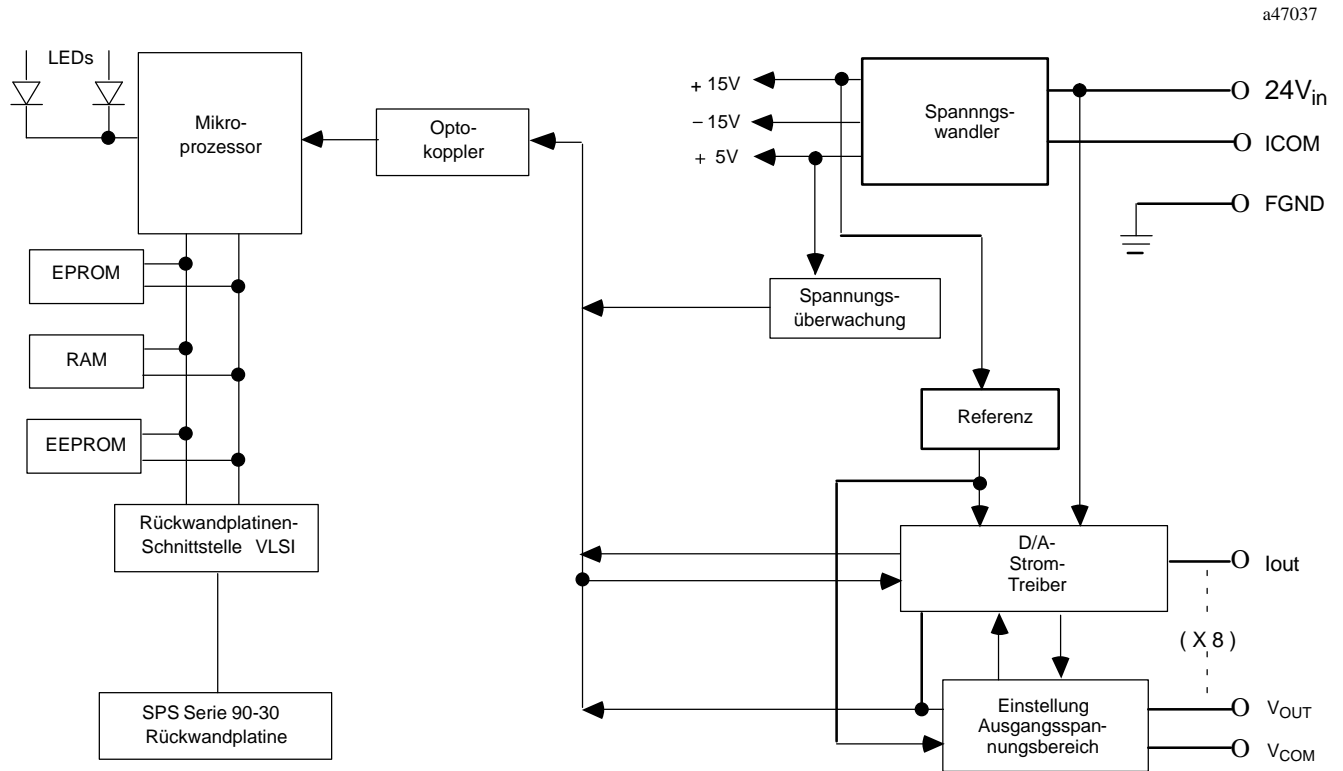 a47037
LEDs
Mikro-
prozessor
Opto-
koppler
+ 15V
– 15V
+ 5V
Spannngs-
wandler
O 24Vin
O ICOM
O FGND
EPROM
RAM
EEPROM
Spannungs-
überwachung
Referenz
Rückwandplatinen-
Schnittstelle VLSI
D/A-
Strom-
Treiber
O Iout
( X 8 )
SPS Serie 90-30
Rückwandplatine
Einstellung
Ausgangsspan-
nungsbereich
O VOUT
O VCOM